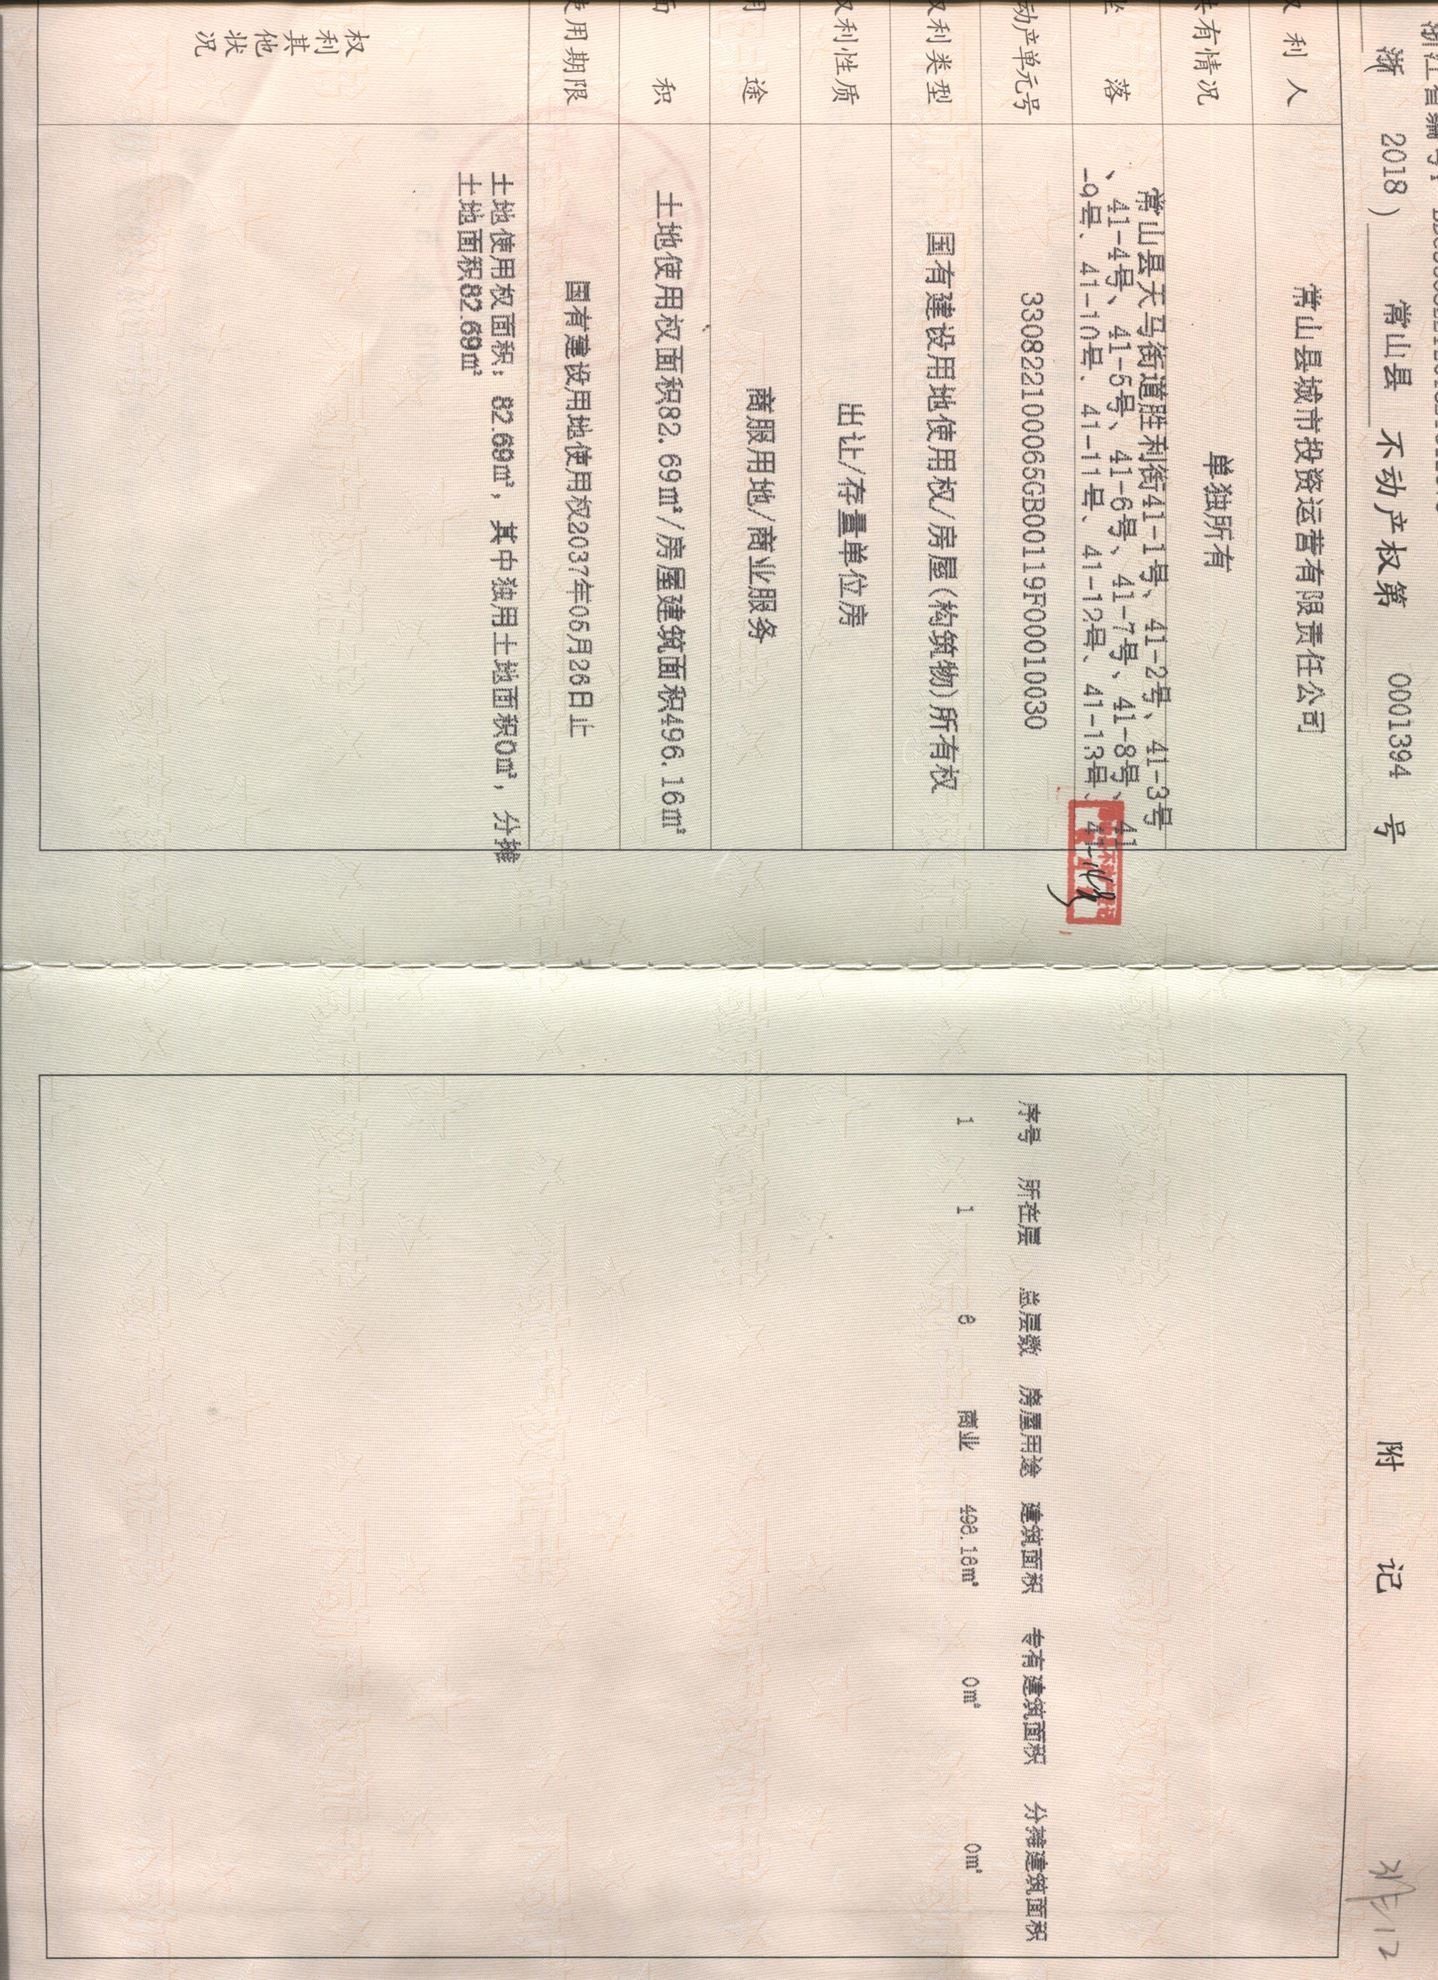 浙（ 2018 ） 常山县 不动产权第 0001394 号
权利人 常山县城市投资运营有限责任公司
共有情况 单独所有
坐落 常山县天马街道胜利街41-1号、41-2号、41-3号
、41-4号、41-5号、41-6号、41-7号、41-8号、41
-9号、41-10号、41-11号、41-12号、41-13号、41-
动产单元号 330822100065GB00119F00010030
权利类型 国有建设用地使用权/房屋(构筑物)所有权
权利性质 出让/存量单位房
用途 商服用地/商业服务
面积 土地使用权面积82.69㎡/房屋建筑面积496.16㎡
使用期限 国有建设用地使用权2037年05月26日止
权利其他状况
土地使用权面积：82.69㎡，其中独用土地面积0㎡，分摊
土地面积82.69㎡
附 记
序号 所在层 总层数 房屋用途 建筑面积 专有建筑面积 分摊建筑面积
1 1 6 商业 496.16㎡ 0㎡ 0㎡